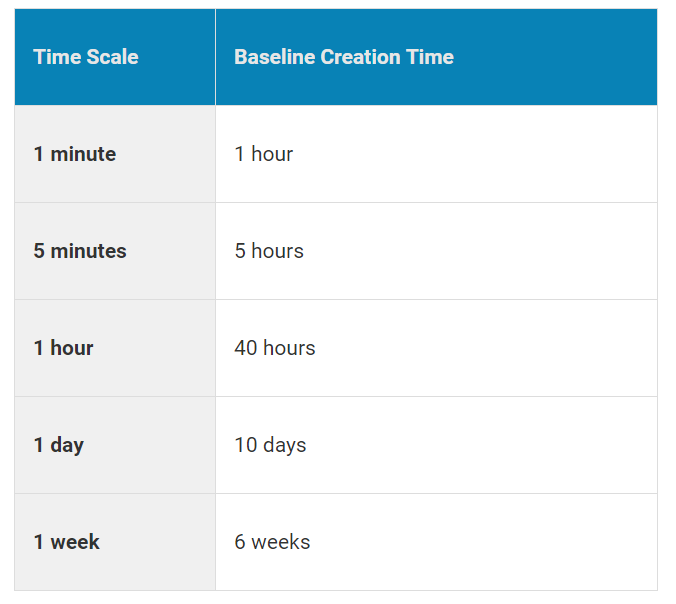 Time Scale Baseline Creation Time
1 minute 1 hour
5 minutes 5 hours
1 hour 40 hours
1 day 10 days
1 week 6 weeks